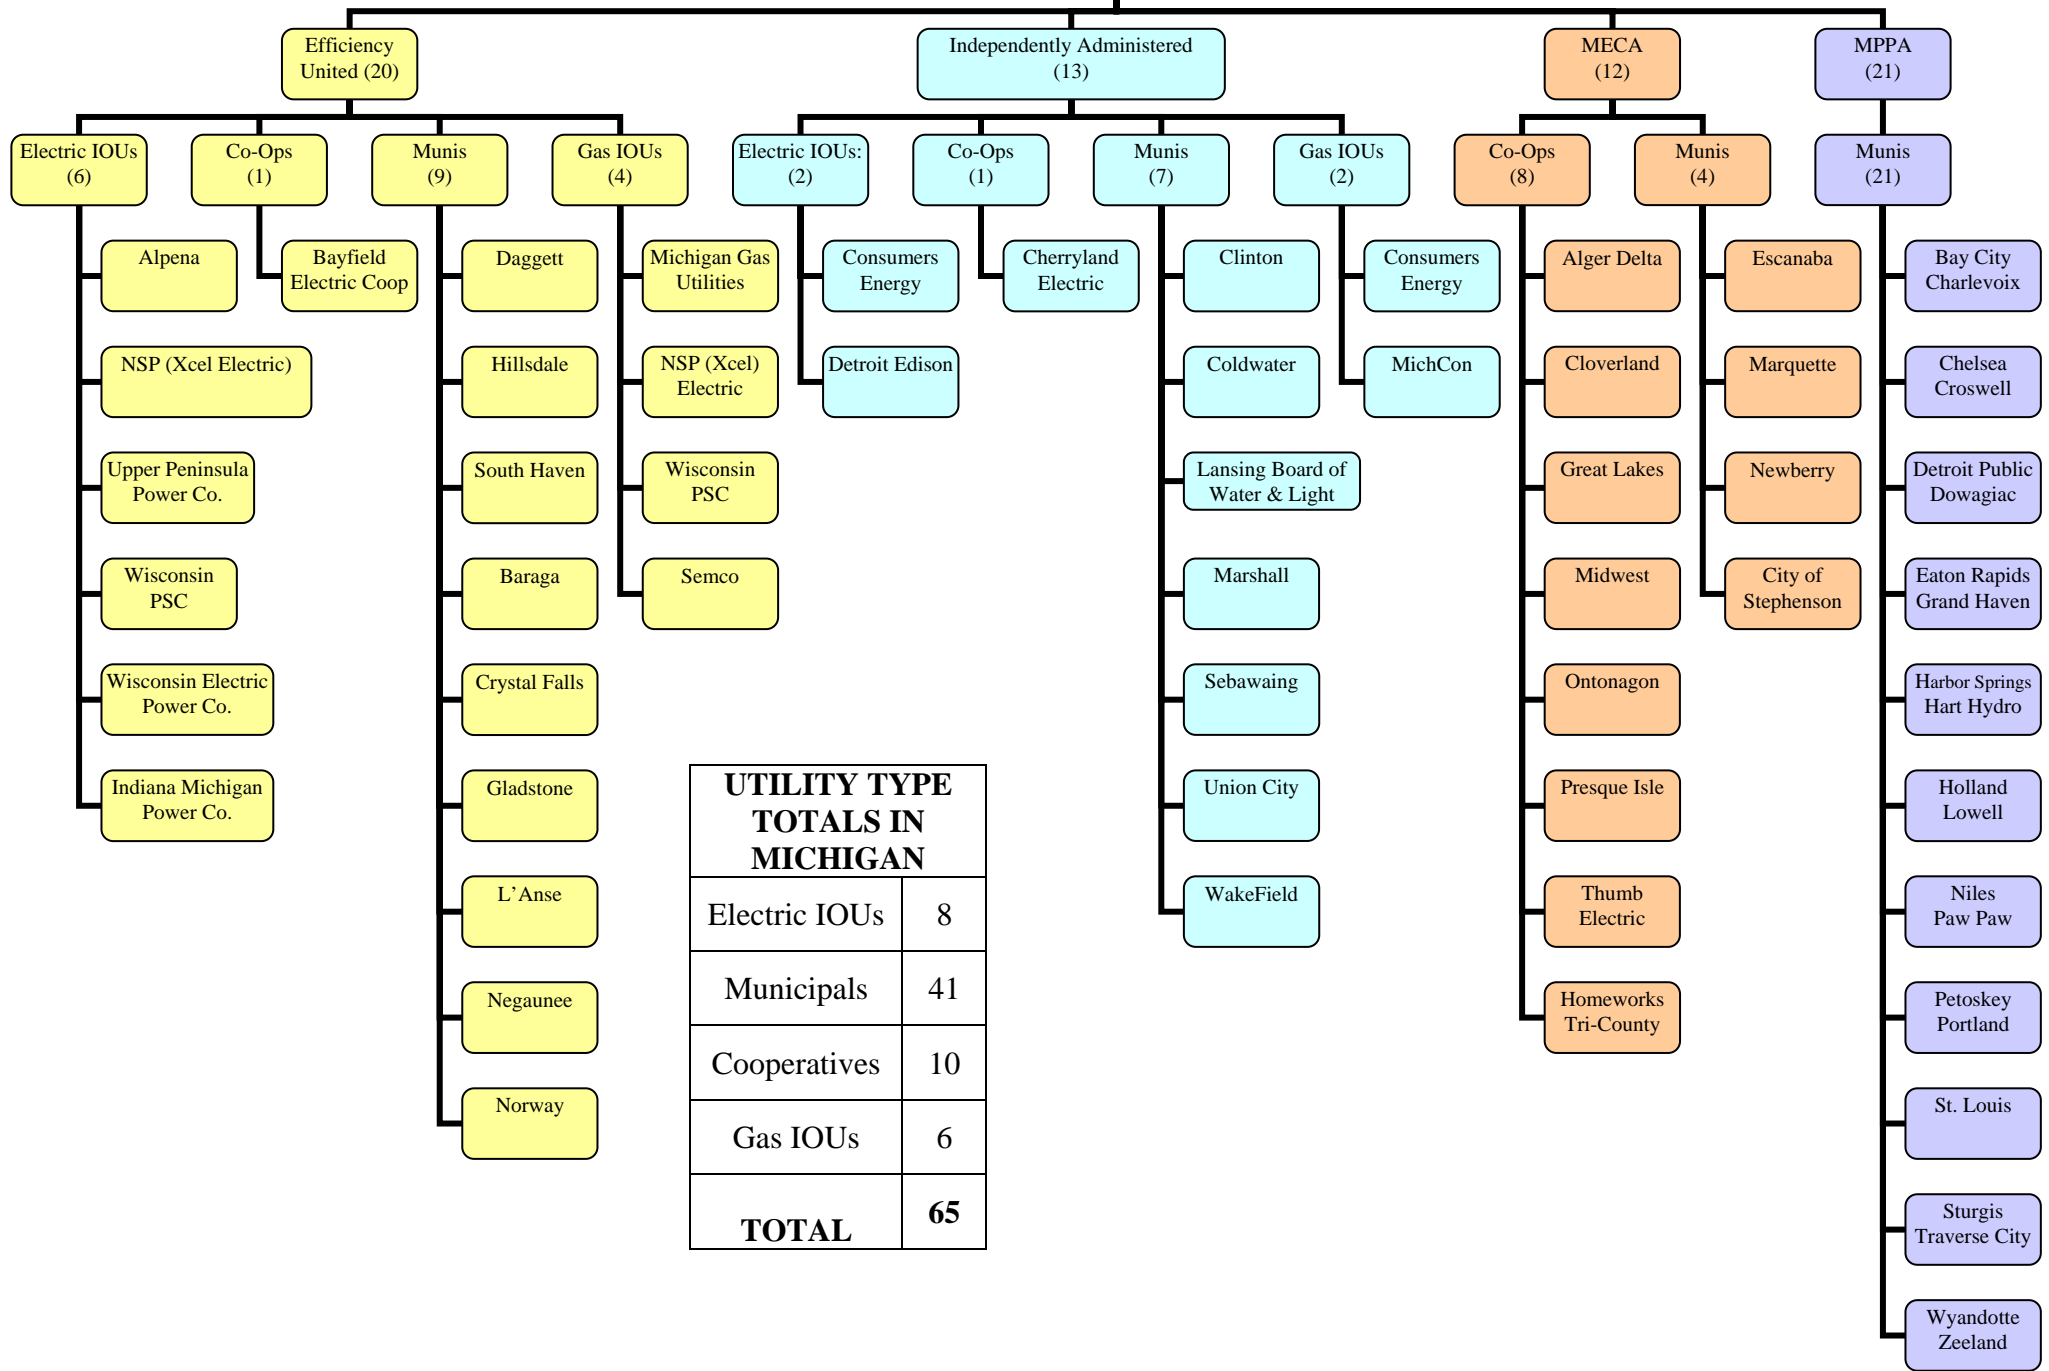 Efficiency
United (20)
Independently Administered
(13)
MECA
(12)
MPPA
(21)
Electric IOUs
(6)
Co-Ops
(1)
Munis
(9)
Gas IOUs
(4)
Electric IOUs:
(2)
Co-Ops
(1)
Munis
(7)
Gas IOUs
(2)
Co-Ops
(8)
Munis
(4)
Munis
(21)
Alpena
NSP (Xcel Electric)
Upper Peninsula
Power Co.
Wisconsin
PSC
Wisconsin Electric
Power Co.
Indiana Michigan
Power Co.
Bayfield
Electric Coop
Daggett
Hillsdale
South Haven
Baraga
Crystal Falls
Gladstone
L'Anse
Negaunee
Norway
Michigan Gas
Utilities
NSP (Xcel)
Electric
Wisconsin
PSC
Semco
Consumers
Energy
Detroit Edison
Cherryland
Electric
Clinton
Coldwater
Lansing Board of
Water & Light
Marshall
Sebawaing
Union City
WakeField
Consumers
Energy
MichCon
Alger Delta
Cloverland
Great Lakes
Midwest
Ontonagon
Presque Isle
Thumb
Electric
Homeworks
Tri-County
Escanaba
Marquette
Newberry
City of
Stephenson
Bay City
Charlevoix
Chelsea
Croswell
Detroit Public
Dowagiac
Eaton Rapids
Grand Haven
Harbor Springs
Hart Hydro
Holland
Lowell
Niles
Paw Paw
Petoskey
Portland
St. Louis
Sturgis
Traverse City
Wyandotte
Zeeland
UTILITY TYPE
TOTALS IN
MICHIGAN
Electric IOUs 8
Municipals 41
Cooperatives 10
Gas IOUs 6
TOTAL 65